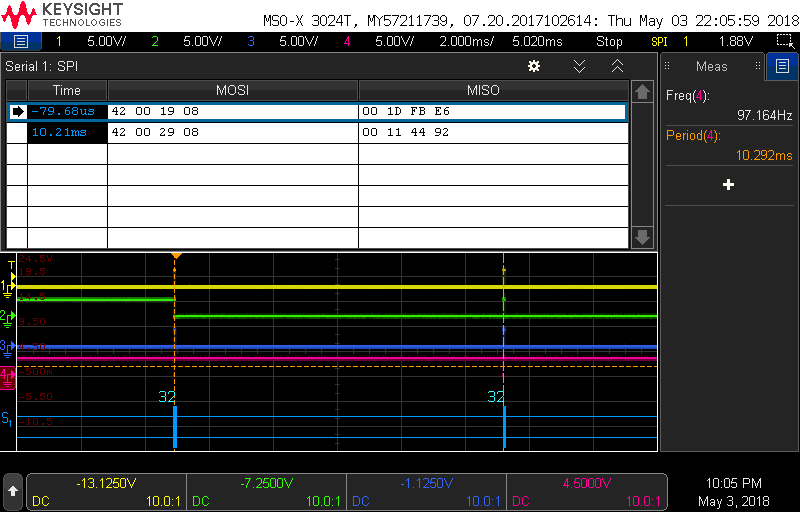 KEYSIGHT
TECHNOLOGIES
MSO-X 3024T, MY57211739, 07.20.2017102614: Thu May 03 22:05:59 2018
1 5.00V/ 2 5.00V/ 3 5.00V/ 4 5.00V/ 2.000ms/ 5.020ms Stop SPI 1 1.88V
Serial 1: SPI
Meas
Time MOSI MISO
-79.68us 42 00 19 08 00 1D FB E6
10.21ms 42 00 29 08 00 11 44 92
Freq(4):
97.164Hz
Period(4):
10.292ms
24.5V
19.5
T
1
14.5
2
9.50
3
4
-500m
-5.50
32 32
S1
-10.5
-13.1250V -7.2500V -1.1250V 4.5000V
DC 10.0:1 DC 10.0:1 DC 10.0:1 DC 10.0:1
10:05 PM
May 3, 2018